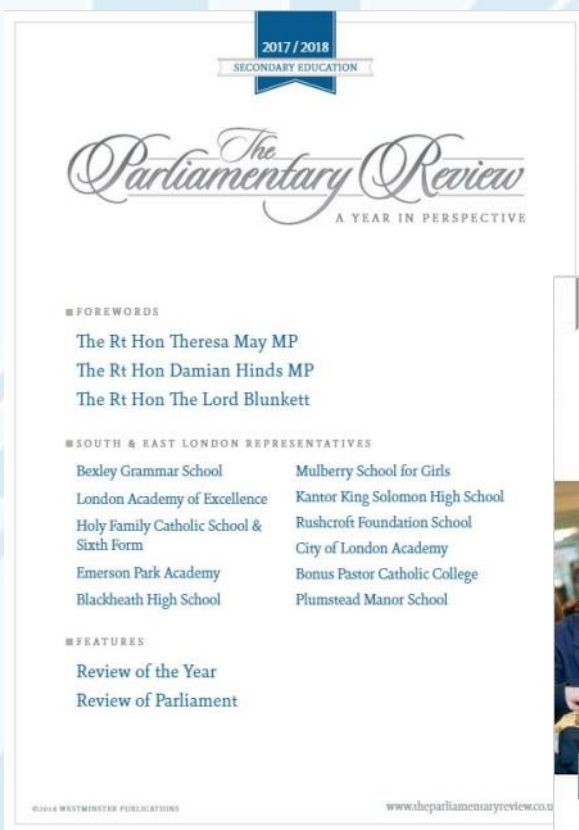 2017 / 2018
SECONDARY EDUCATION
The
Parliamentary Review
A YEAR IN PERSPECTIVE
FOREWORDS
The Rt Hon Theresa May MP
The Rt Hon Damian Hinds MP
The Rt Hon The Lord Blunkett
SOUTH & EAST LONDON REPRESENTATIVES
Bexley Grammar School
London Academy of Excellence
Holy Family Catholic School &
Sixth Form
Emerson Park Academy
Blackheath High School
Mulberry School for Girls
Kantor King Solomon High School
Rushcroft Foundation School
City of London Academy
Bonus Pastor Catholic College
Plumstead Manor School
FEATURES
Review of the Year
Review of Parliament
©2018 WESTMINSTER PUBLICATIONS
www.theparliamentaryreview.co.u